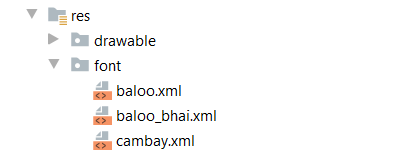 res
drawable
font
baloo.xml
baloo_bhai.xml
cambay.xml